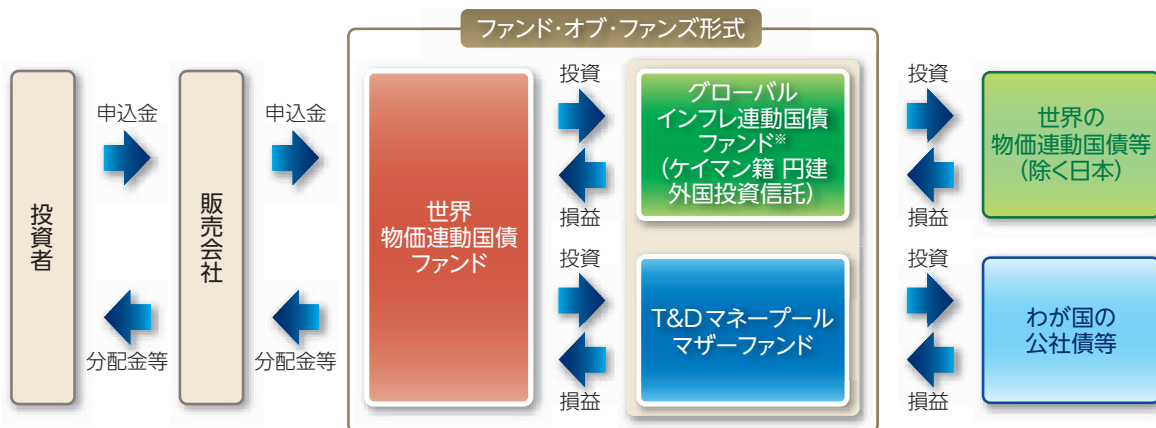 ファンド・オブ・ファンズ形式
投資者
申込金
分配金等
販売会社
申込金
分配金等
世界
物価連動国債
ファンド
投資
損益
投資
損益
グローバル
インフレ連動国債
ファンド※
(ケイマン籍 円建
外国投資信託)
T&Dマネープール
マザーファンド
投資
損益
投資
損益
世界の
物価連動国債等
(除く日本)
わが国の
公社債等